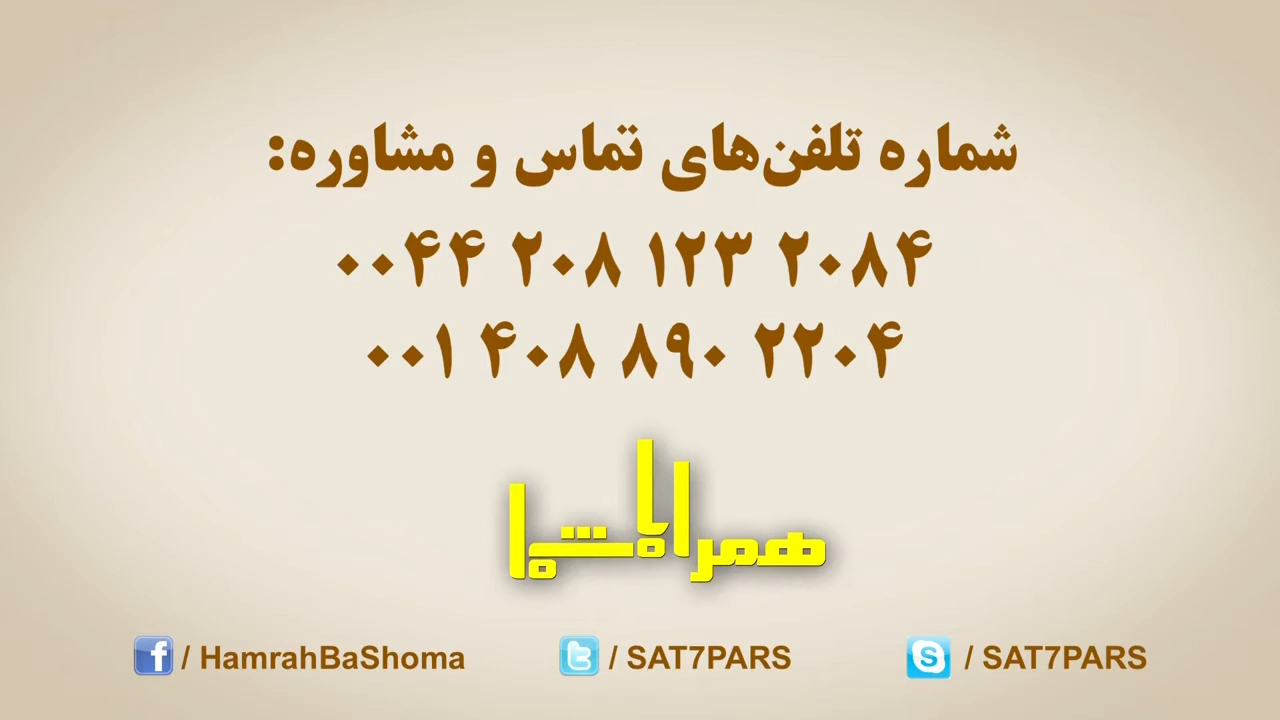 شماره تلفن‌های تماس و مشاوره:
۰۰۴۴ ۲۰۸ ۱۲۳ ۲۰۸۴
۰۰۱ ۴۰۸ ۸۹۰ ۲۲۰۴
همراه با شما
/ HamrahBaShoma
/ SAT7PARS
/ SAT7PARS